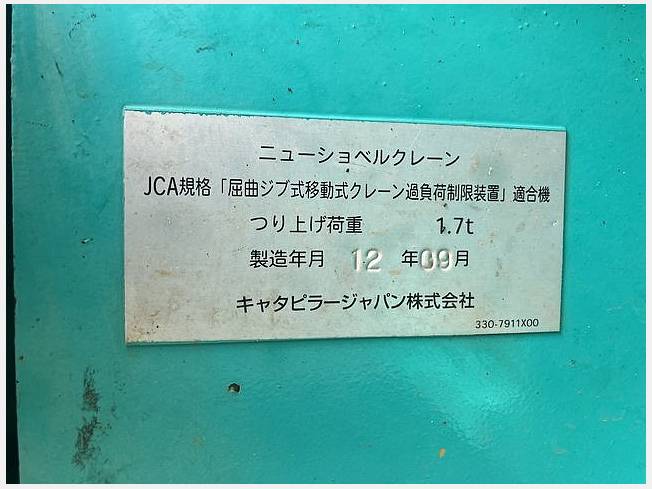 ニューショベルクレーン
JCA規格「屈曲ジブ式移動式クレーン過負荷制限装置」適合機
つり上げ荷重 1.7t
製造年月 12 年09月
キャタピラージャパン株式会社
330-7911X00